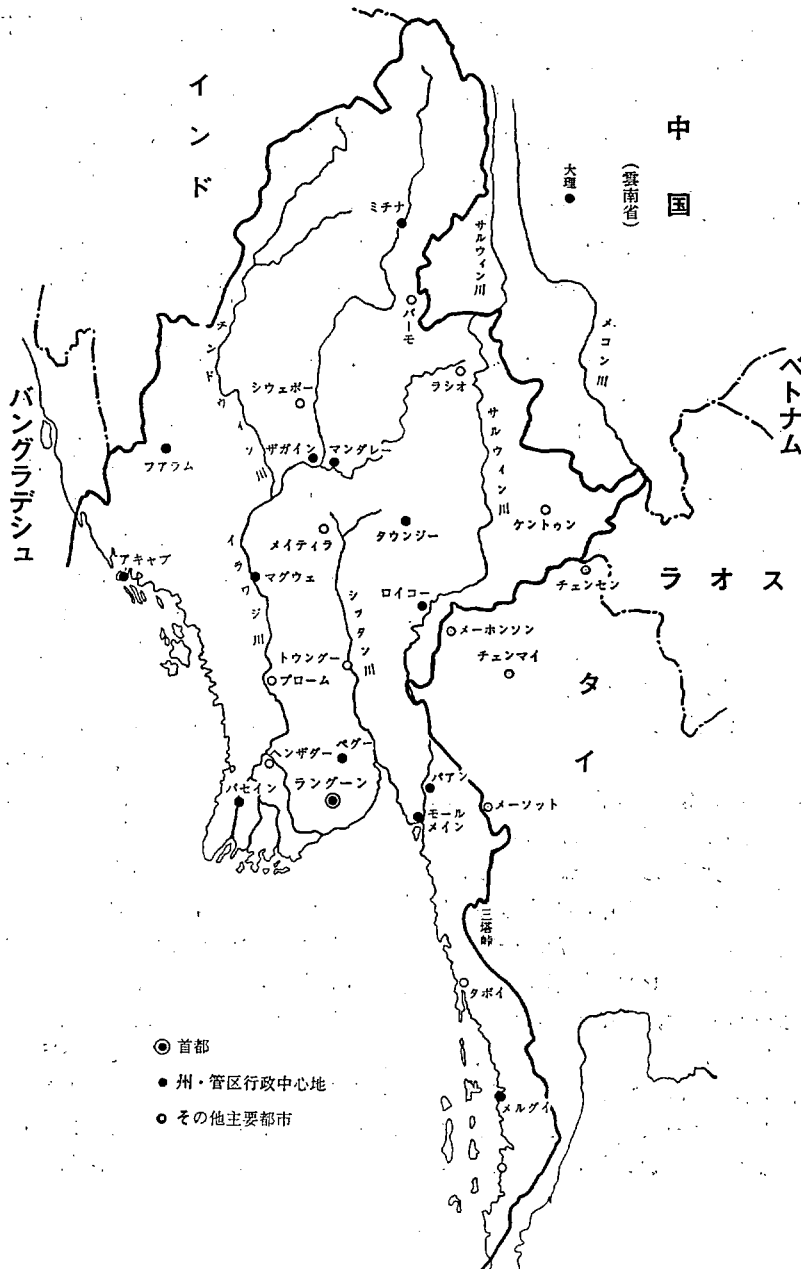 インド
中国
(雲南省)
大理
ミチナ
サルウィン川
バーモ
メコン川
チンドウィン川
シウェボー
ラシオ
ベトナム
バングラデシュ
サルウィン川
ファラム
ザガイン
マンダレー
ケントゥン
メイティラ
タウンジー
アキャブ
イラワジ川
マグウェ
シッタン川
ロイコー
チェンセン
ラオス
メーホンソン
チェンマイ
トウングー
プローム
タイ
ヘンザダー
ペグー
バセイン
ラングーン
パアン
メーソット
モール
メイン
三塔峠
タボイ
メルグイ
首都
州・管区行政中心地
その他主要都市